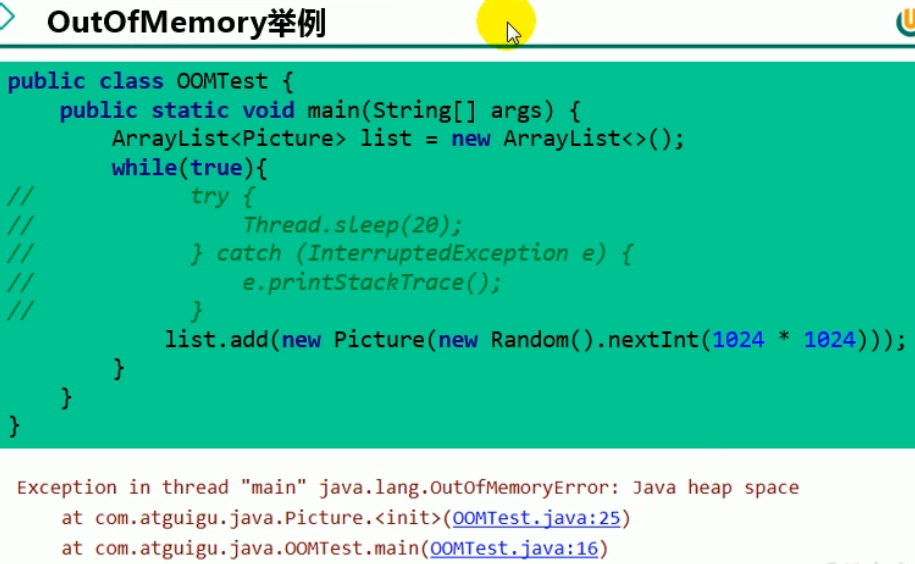 OutOfMemory举例
public class OOMTest {
public static void main(String[] args) {
ArrayList<Picture> list = new ArrayList<>();
while(true){
// try {
// Thread.sleep(20);
// } catch (InterruptedException e) {
// e.printStackTrace();
// }
list.add(new Picture(new Random().nextInt(1024 * 1024)));
}
}
}
Exception in thread "main" java.lang.OutOfMemoryError: Java heap space
at com.atguigu.java.Picture.<init>(OOMTest.java:25)
at com.atguigu.java.OOMTest.main(OOMTest.java:16)